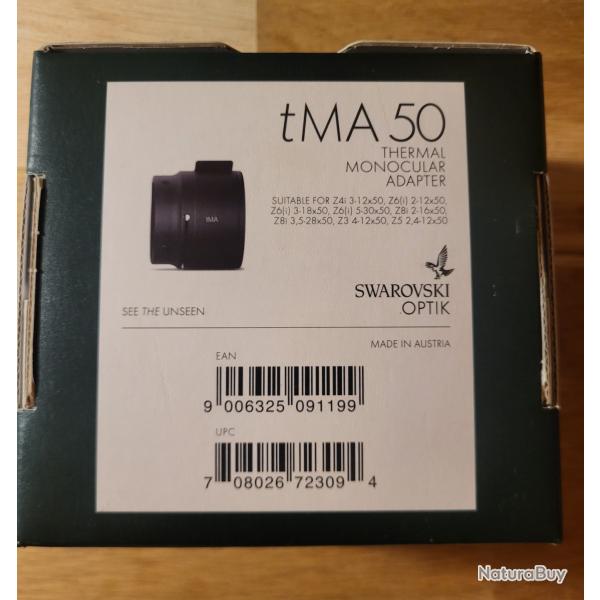 tMA 50
THERMAL
MONOCULAR
ADAPTER
SUITABLE FOR Z4i 3-12x50, Z6(i) 2-12x50,
Z6(i) 3-18x50, Z6(i) 5-30x50, Z8i 2-16x50,
Z8i 3,5-28x50, Z3 4-12x50, Z5 2,4-12x50
tMA
SWAROVSKI
OPTIK
SEE THE UNSEEN
MADE IN AUSTRIA
EAN
9 006325 091199
UPC
7 08026 72309 4
NaturaBuy